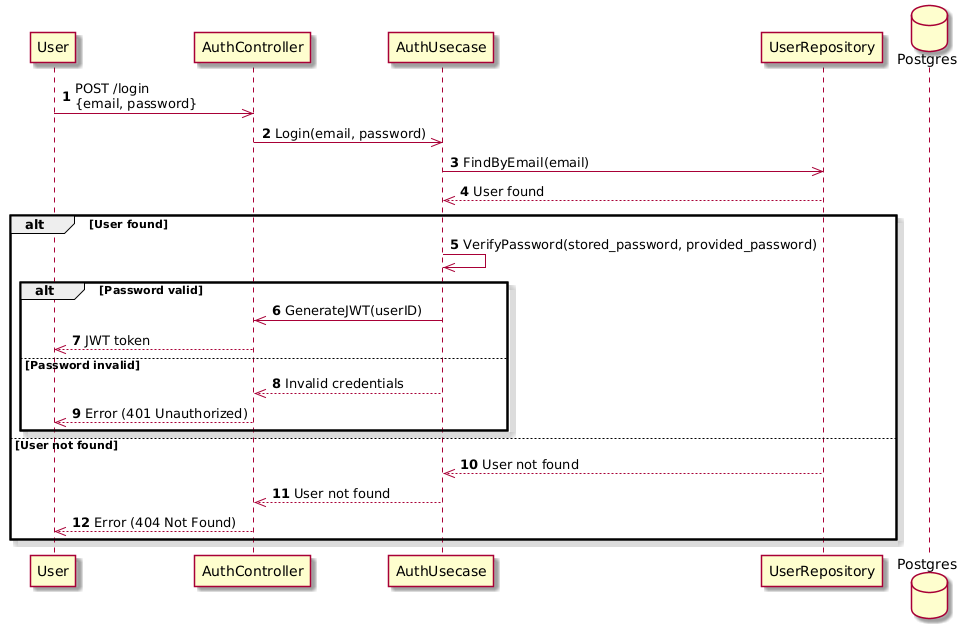 Postgres
User
AuthController
AuthUsecase
UserRepository
1 POST /login
{email, password}
2 Login(email, password)
3 FindByEmail(email)
4 User found
alt [User found]
5 VerifyPassword(stored_password, provided_password)
alt [Password valid]
6 GenerateJWT(userID)
7 JWT token
[Password invalid]
8 Invalid credentials
9 Error (401 Unauthorized)
[User not found]
10 User not found
11 User not found
12 Error (404 Not Found)
User
AuthController
AuthUsecase
UserRepository
Postgres